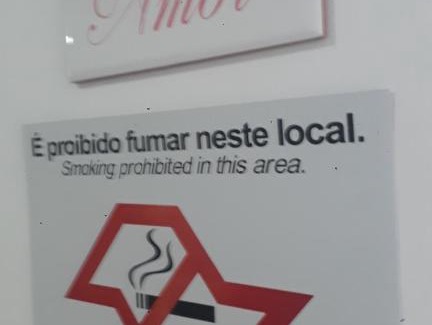 Amor
É proibido fumar neste local.
Smoking prohibited in this area.